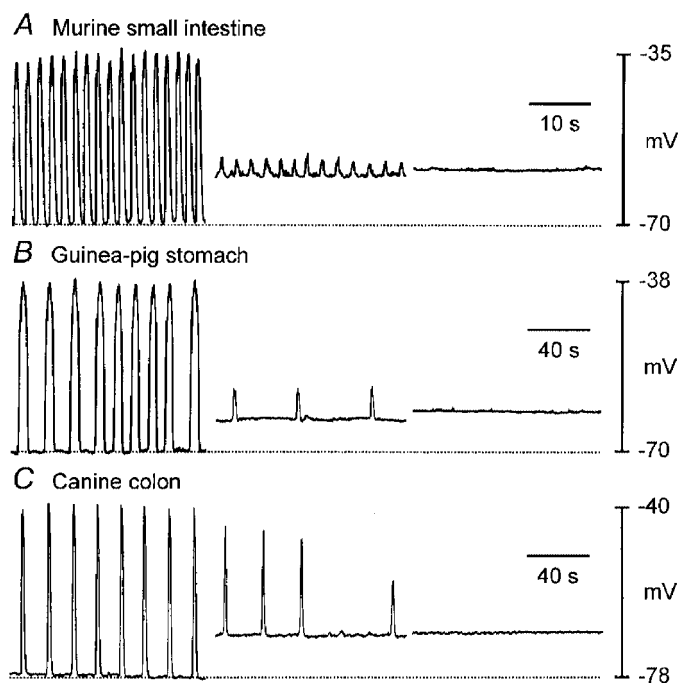 A Murine small intestine
-35
10 s
mV
-70
B Guinea-pig stomach
-38
40 s
mV
-70
C Canine colon
-40
40 s
mV
-78